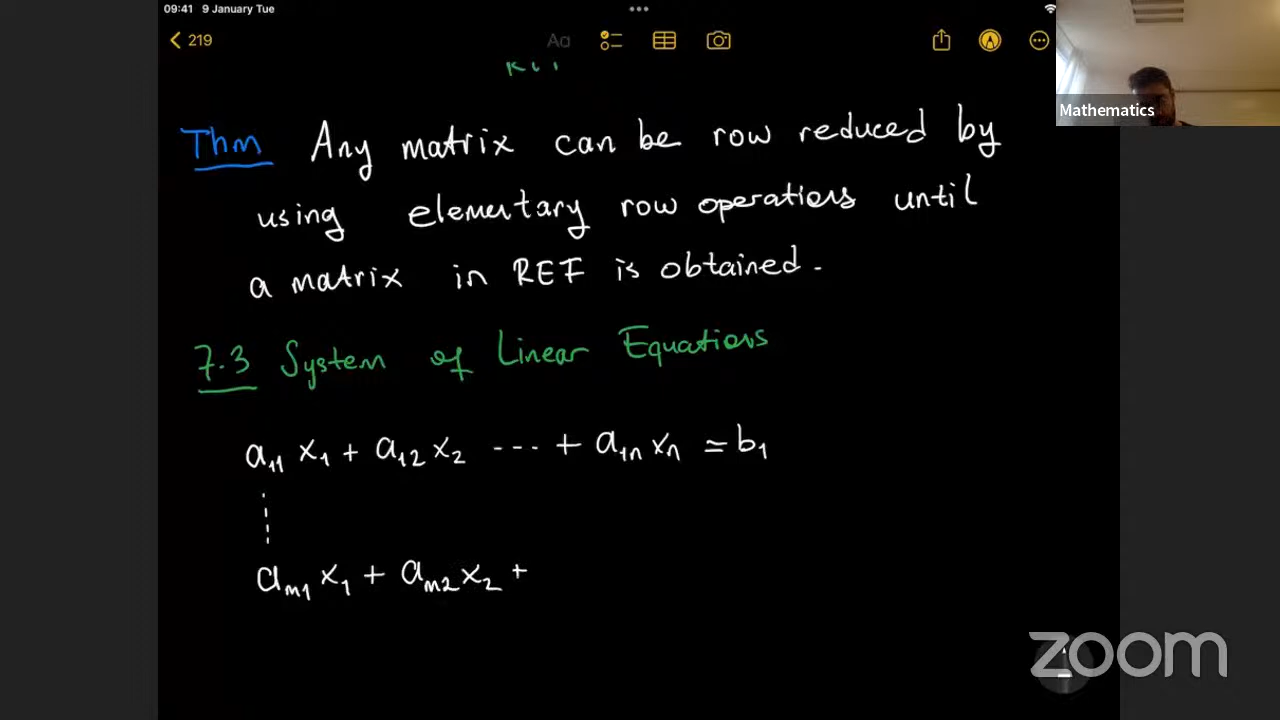 09:41 9 January Tue
219
Aa
Mathematics
Thm Any matrix can be row reduced by
using elementary row operations until
a matrix in REF is obtained.
7.3 System of Linear Equations
a₁₁ x₁ + a₁₂ x₂ --- + a₁ₙ xₙ = b₁
aₘ₁ x₁ + aₘ₂ x₂ +
zoom